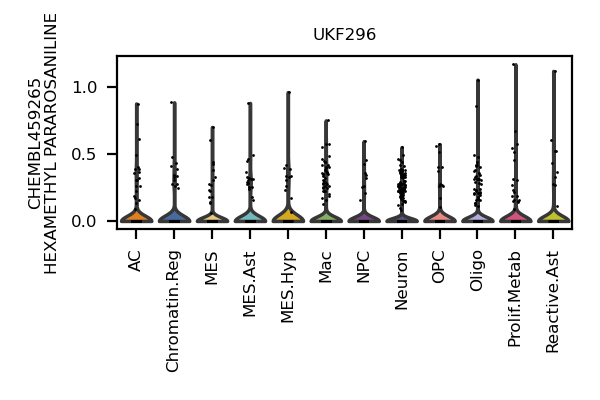 UKF296
CHEMBL459265
HEXAMETHYL PARAROSANILINE
1.0
0.5
0.0
AC
Chromatin.Reg
MES
MES.Ast
MES.Hyp
Mac
NPC
Neuron
OPC
Oligo
Prolif.Metab
Reactive.Ast